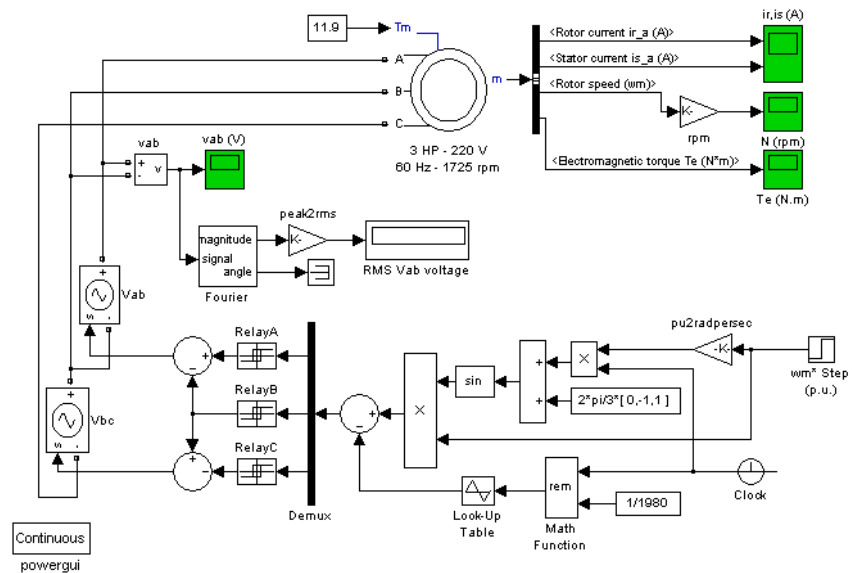 ir,is (A)
11.9
Tm
<Rotor current ir_a (A)>
<Stator current is_a (A)>
A
m
<Rotor speed (wm)>
B
K-
C
rpm
N (rpm)
3 HP - 220 V
60 Hz - 1725 rpm
vab
vab (V)
<Electromagnetic torque Te (N*m)>
+
-
v
Te (N.m)
peak2rms
magnitude
signal
angle
K-
Fourier
RMS Vab voltage
+
Vab
s
-
RelayA
pu2radpersec
-K-
wm* Step
(p.u.)
+
-
×
+
+
sin
2*pi/3*[ 0,-1,1 ]
RelayB
×
+
-
+
Vbc
s
-
RelayC
+
-
Demux
Look-Up
Table
rem
Math
Function
1/1980
Clock
Continuous
powergui